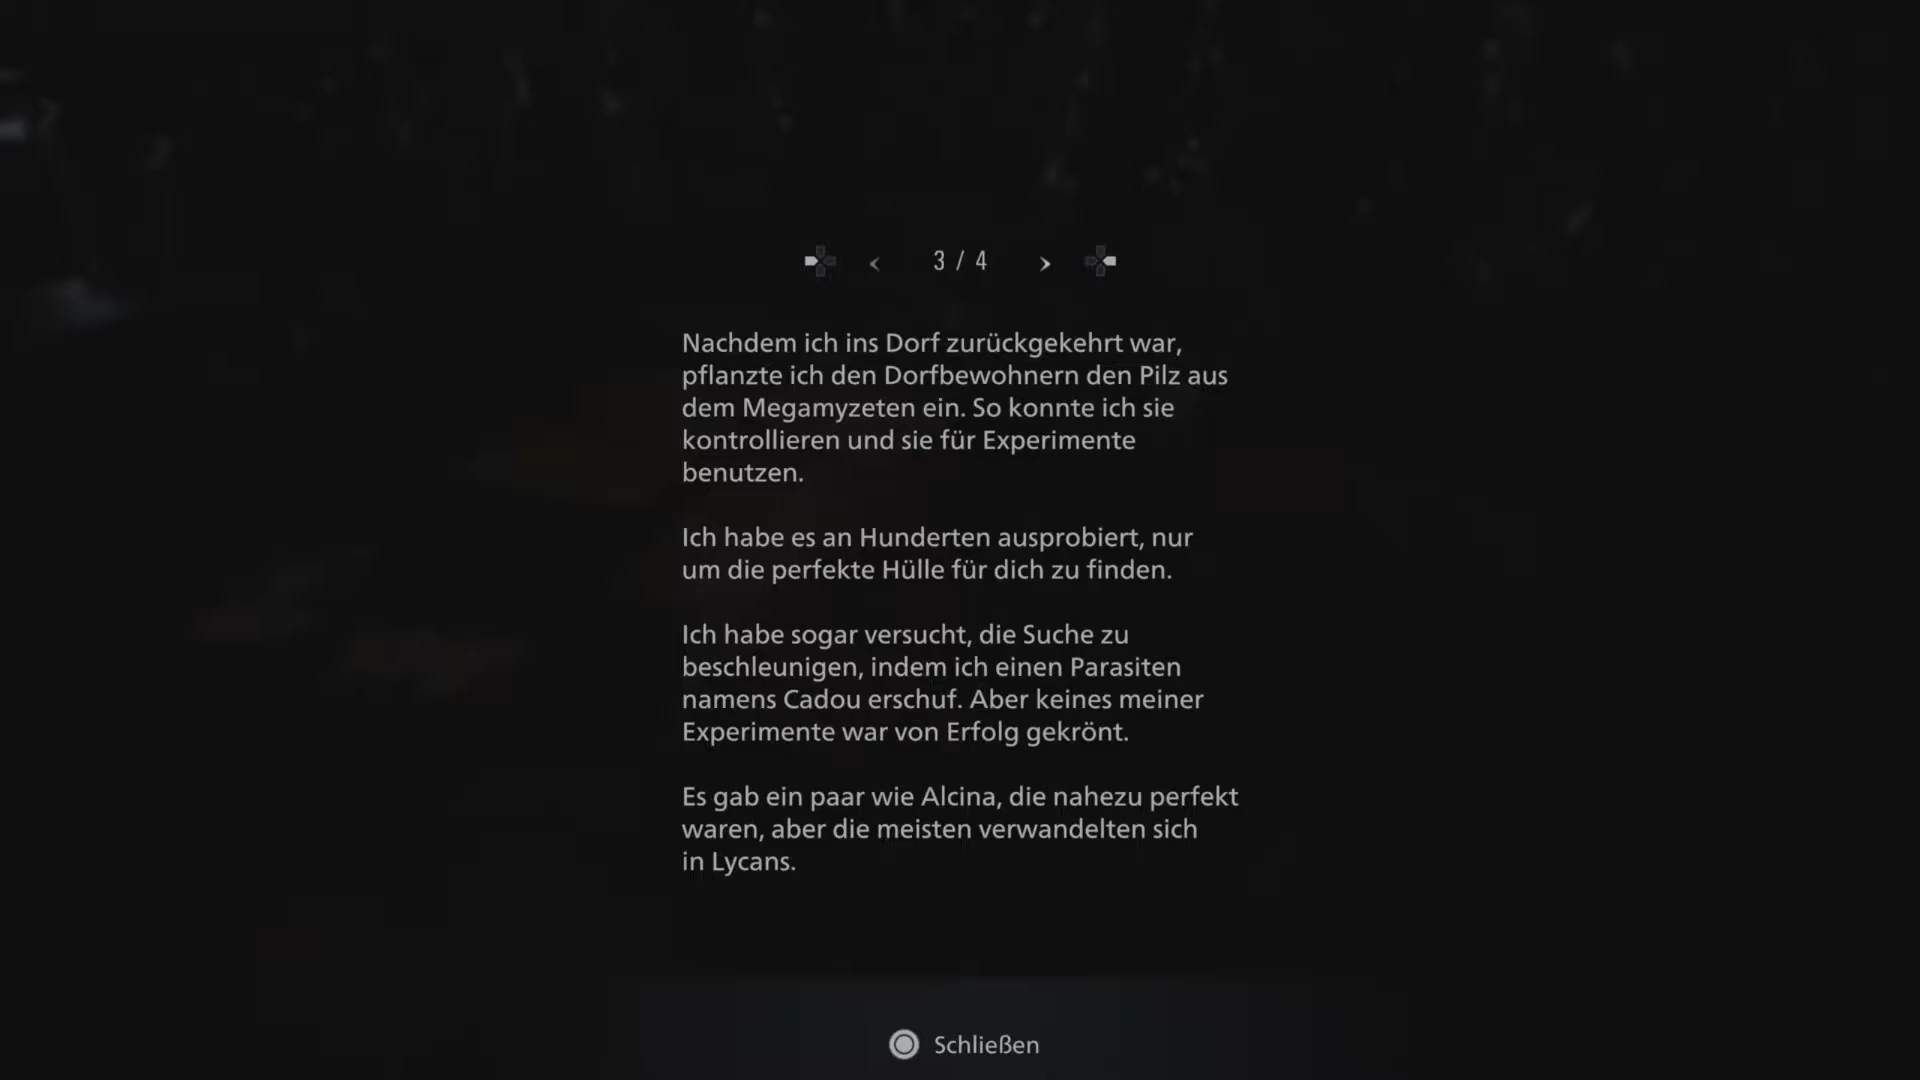 < 3 / 4 >
Nachdem ich ins Dorf zurückgekehrt war,
pflanzte ich den Dorfbewohnern den Pilz aus
dem Megamyzeten ein. So konnte ich sie
kontrollieren und sie für Experimente
benutzen.
Ich habe es an Hunderten ausprobiert, nur
um die perfekte Hülle für dich zu finden.
Ich habe sogar versucht, die Suche zu
beschleunigen, indem ich einen Parasiten
namens Cadou erschuf. Aber keines meiner
Experimente war von Erfolg gekrönt.
Es gab ein paar wie Alcina, die nahezu perfekt
waren, aber die meisten verwandelten sich
in Lycans.
Schließen